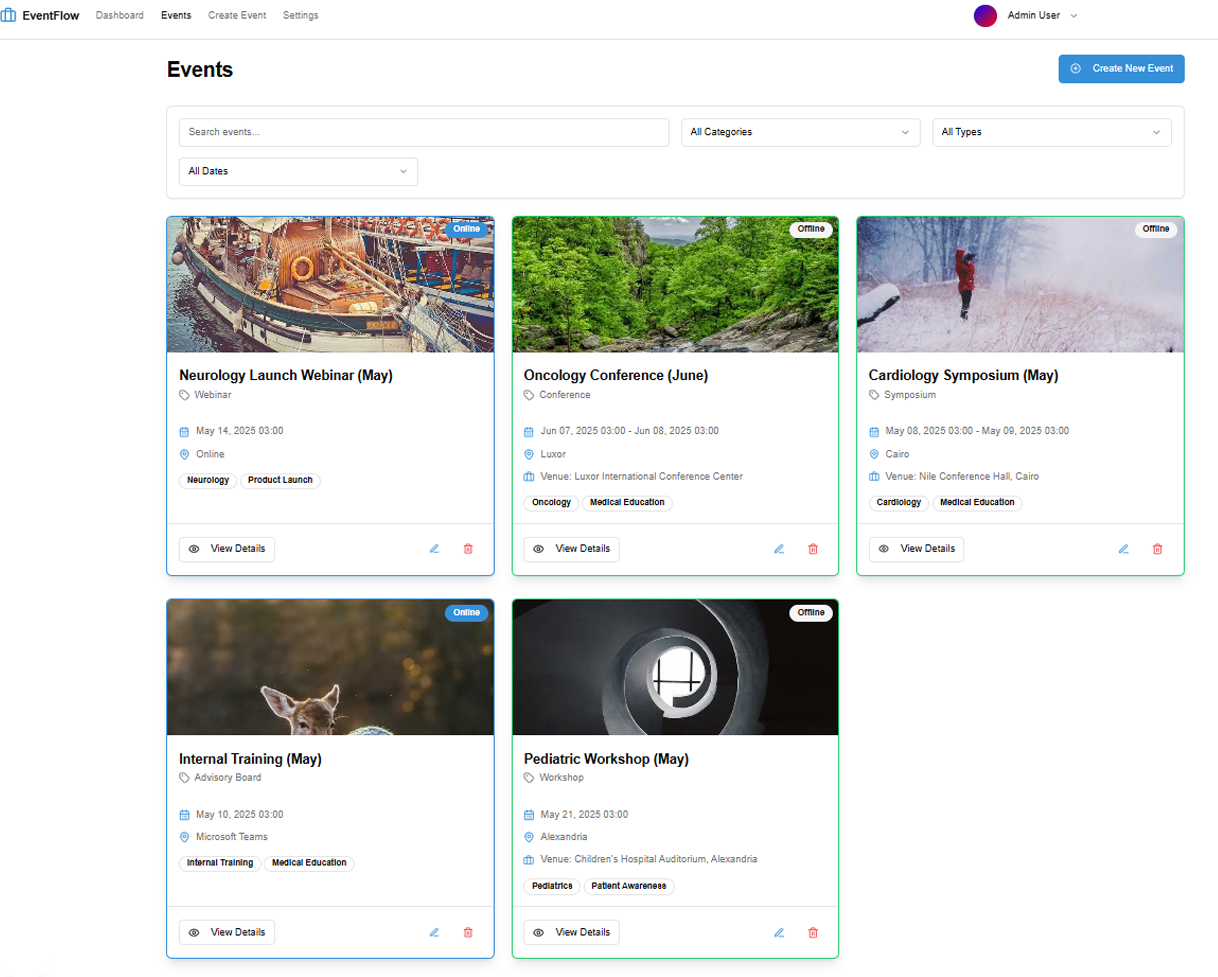 EventFlow Dashboard Events Create Event Settings Admin User
Events
Create New Event
Search events... All Categories All Types
All Dates
Online
Neurology Launch Webinar (May)
Webinar
May 14, 2025 03:00
Online
Neurology Product Launch
View Details
Offline
Oncology Conference (June)
Conference
Jun 07, 2025 03:00 - Jun 08, 2025 03:00
Luxor
Venue: Luxor International Conference Center
Oncology Medical Education
View Details
Offline
Cardiology Symposium (May)
Symposium
May 08, 2025 03:00 - May 09, 2025 03:00
Cairo
Venue: Nile Conference Hall, Cairo
Cardiology Medical Education
View Details
Online
Internal Training (May)
Advisory Board
May 10, 2025 03:00
Microsoft Teams
Internal Training Medical Education
View Details
Offline
Pediatric Workshop (May)
Workshop
May 21, 2025 03:00
Alexandria
Venue: Children's Hospital Auditorium, Alexandria
Pediatrics Patient Awareness
View Details